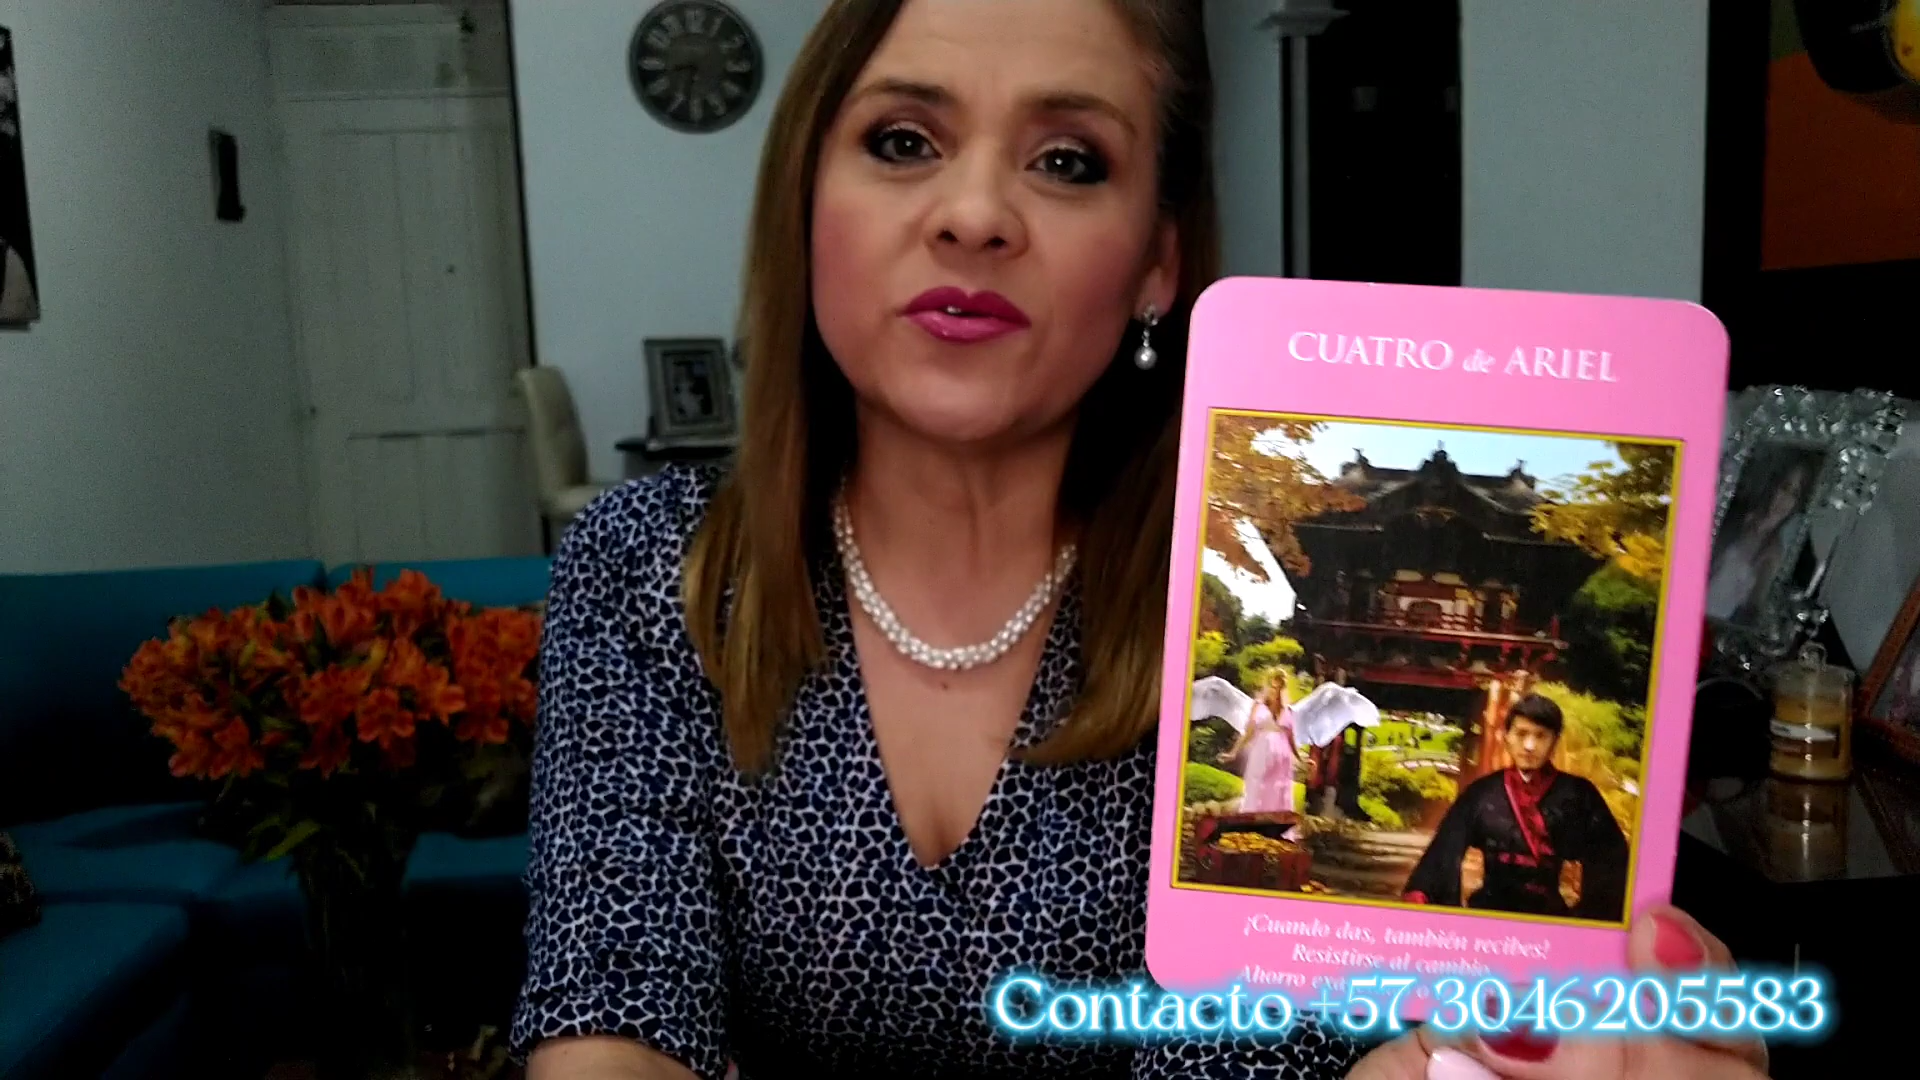 CUATRO de ARIEL
¡Cuando das, también recibes!
Resistirse al cambio.
Ahorro
Contacto +57 3046205583